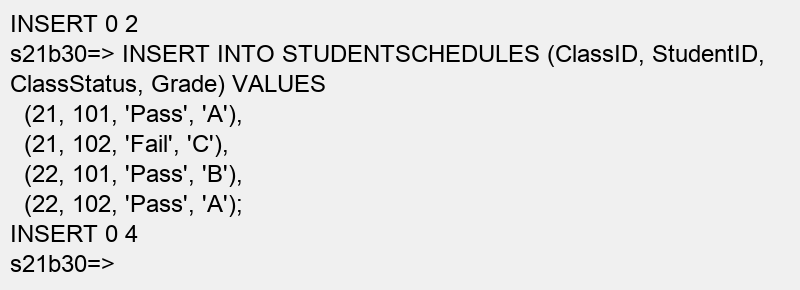 INSERT 0 2
s21b30=> INSERT INTO STUDENTSCHEDULES (ClassID, StudentID,
ClassStatus, Grade) VALUES
  (21, 101, 'Pass', 'A'),
  (21, 102, 'Fail', 'C'),
  (22, 101, 'Pass', 'B'),
  (22, 102, 'Pass', 'A');
INSERT 0 4
s21b30=>